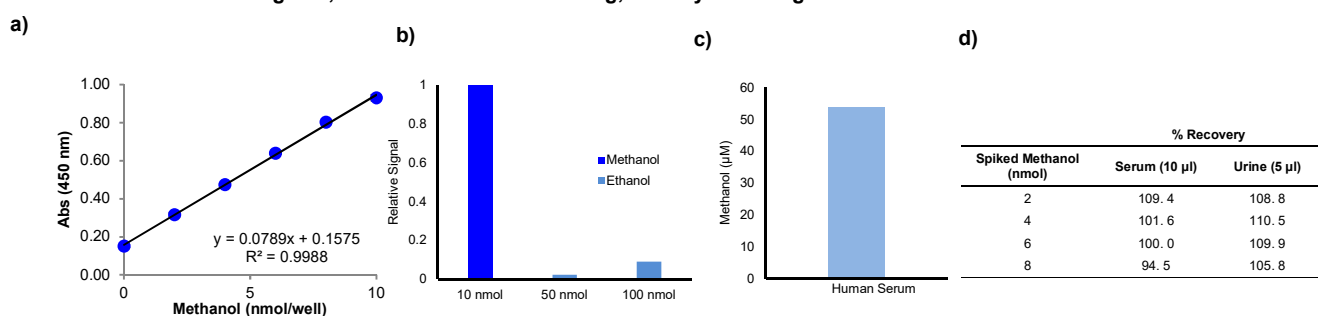 a)
b)
c)
d)
1.00
0.80
0.60
0.40
0.20
0.00
Abs (450 nm)
y = 0.0789x + 0.1575
R² = 0.9988
0
5
10
Methanol (nmol/well)
1
0.8
0.6
0.4
0.2
0
Relative Signal
Methanol
Ethanol
10 nmol
50 nmol
100 nmol
60
50
40
30
20
10
0
Methanol (µM)
Human Serum
% Recovery
Spiked Methanol (nmol) Serum (10 µl) Urine (5 µl)
2 109. 4 108. 8
4 101. 6 110. 5
6 100. 0 109. 9
8 94. 5 105. 8